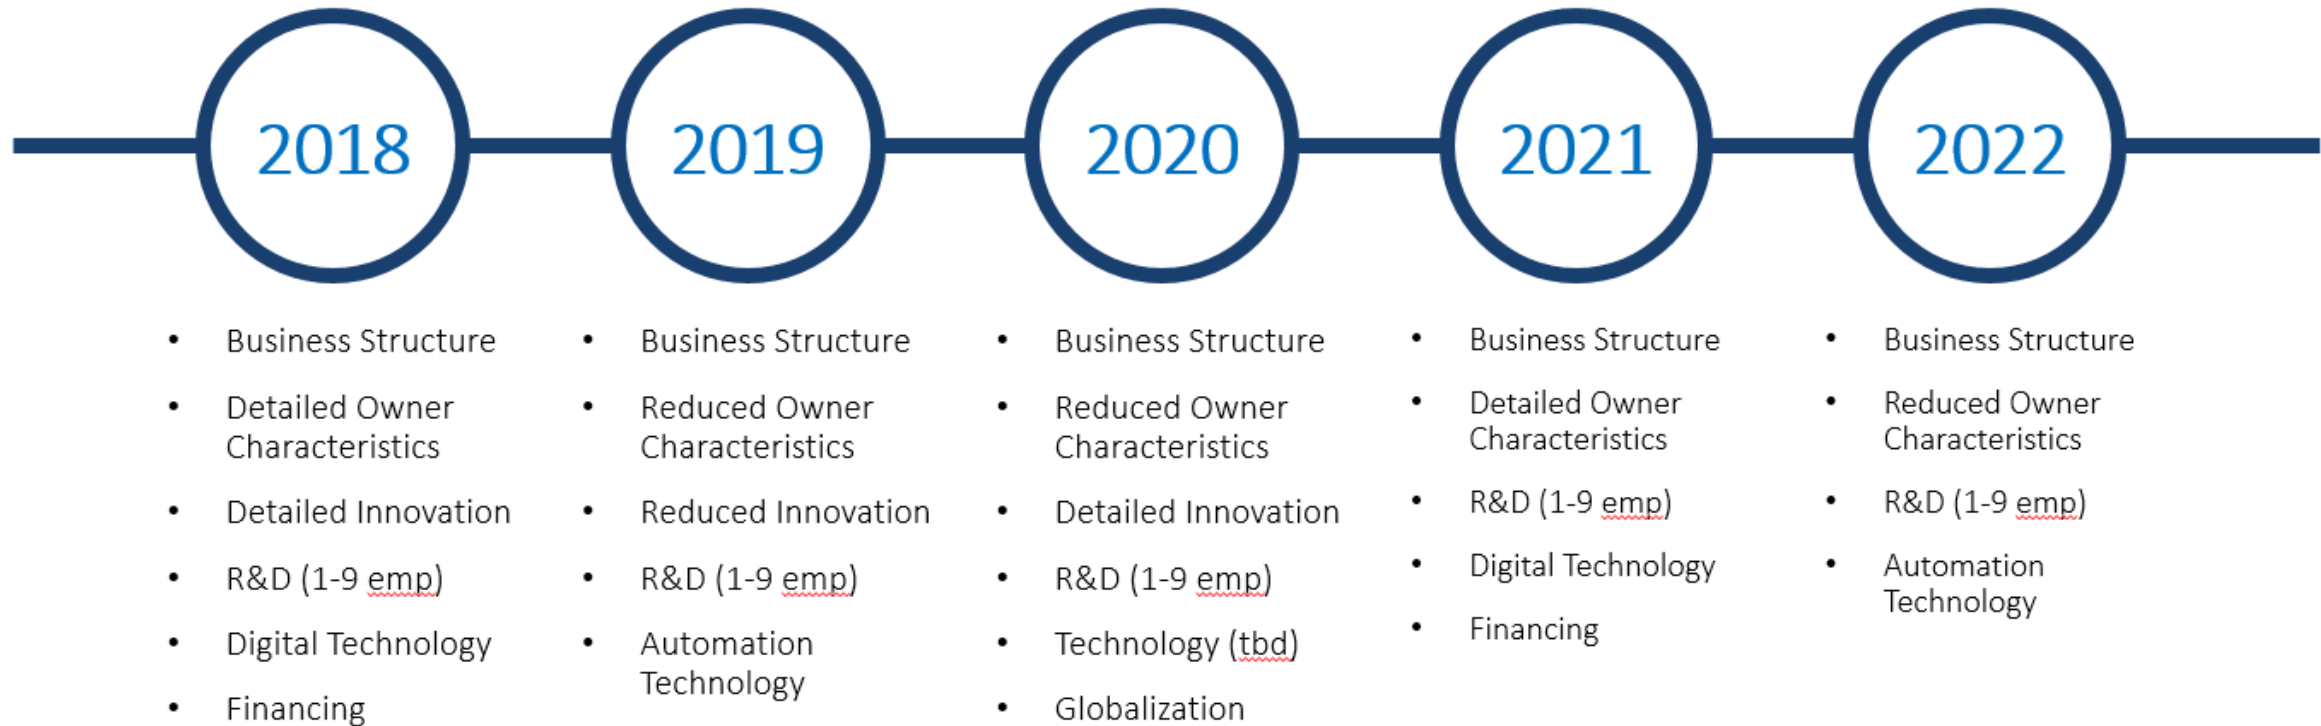 2018
2019
2020
2021
2022
• Business Structure
• Detailed Owner
Characteristics
• Detailed Innovation
• R&D (1-9 emp)
• Digital Technology
• Financing
• Business Structure
• Reduced Owner
Characteristics
• Reduced Innovation
• R&D (1-9 emp)
• Automation
Technology
• Business Structure
• Reduced Owner
Characteristics
• Detailed Innovation
• R&D (1-9 emp)
• Technology (tbd)
• Globalization
• Business Structure
• Detailed Owner
Characteristics
• R&D (1-9 emp)
• Digital Technology
• Financing
• Business Structure
• Reduced Owner
Characteristics
• R&D (1-9 emp)
• Automation
Technology